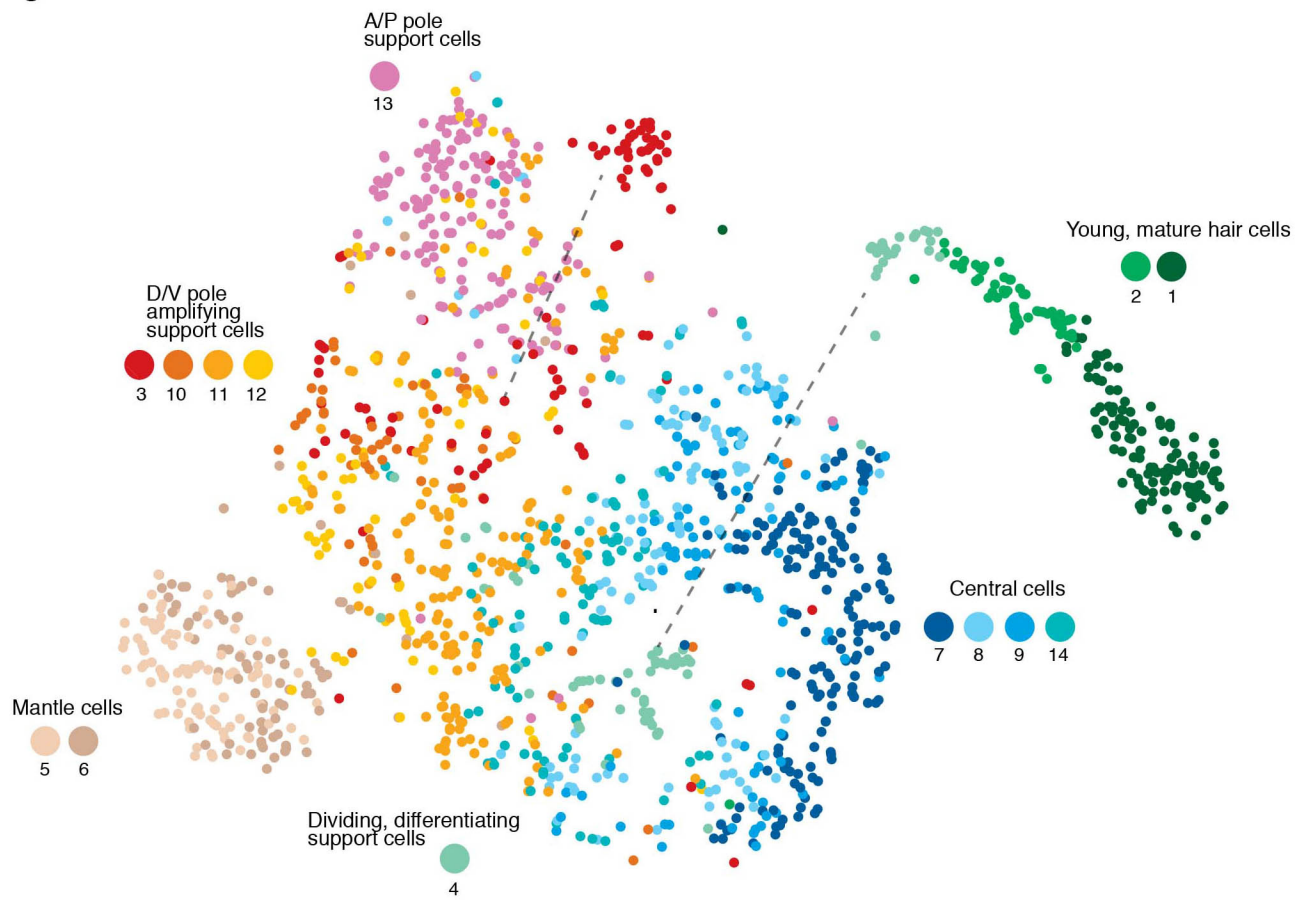 A/P pole
support cells
13
Young, mature hair cells
2 1
D/V pole
amplifying
support cells
3 10 11 12
Central cells
7 8 9 14
Mantle cells
5 6
Dividing, differentiating
support cells
4